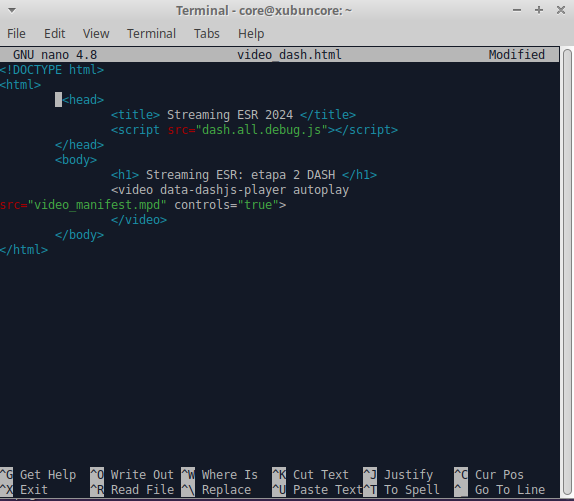 Terminal - core@xubuncore: ~
File Edit View Terminal Tabs Help
GNU nano 4.8 video_dash.html Modified
<!DOCTYPE html>
<html>
<head>
<title> Streaming ESR 2024 </title>
<script src="dash.all.debug.js"></script>
</head>
<body>
<h1> Streaming ESR: etapa 2 DASH </h1>
<video data-dashjs-player autoplay
src="video_manifest.mpd" controls="true">
</video>
</body>
</html>
^G Get Help ^O Write Out ^W Where Is ^K Cut Text ^J Justify ^C Cur Pos
^X Exit ^R Read File ^\ Replace ^U Paste Text ^T To Spell ^_ Go To Line